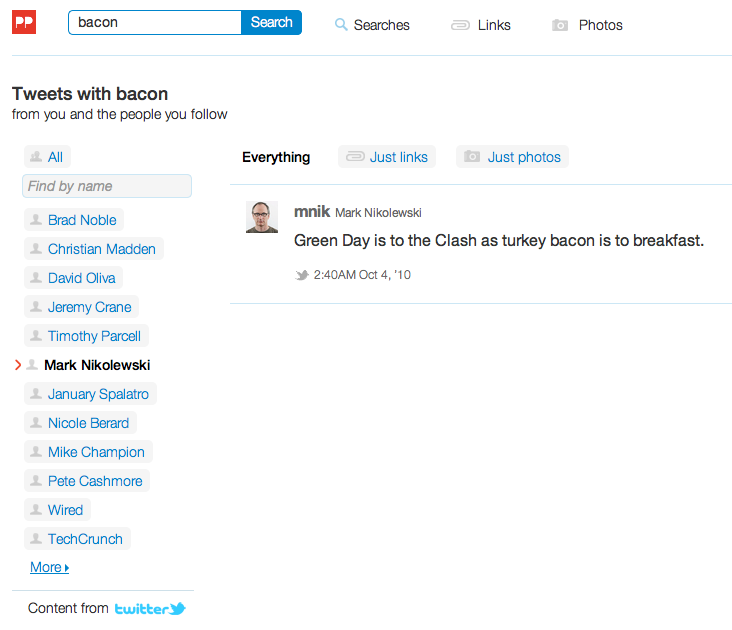 PP bacon Search Searches Links Photos
Tweets with bacon
from you and the people you follow
All
Find by name
Brad Noble
Christian Madden
David Oliva
Jeremy Crane
Timothy Parcell
Mark Nikolewski
January Spalatro
Nicole Berard
Mike Champion
Pete Cashmore
Wired
TechCrunch
More
Content from twitter
Everything Just links Just photos
mnik Mark Nikolewski
Green Day is to the Clash as turkey bacon is to breakfast.
2:40AM Oct 4, '10